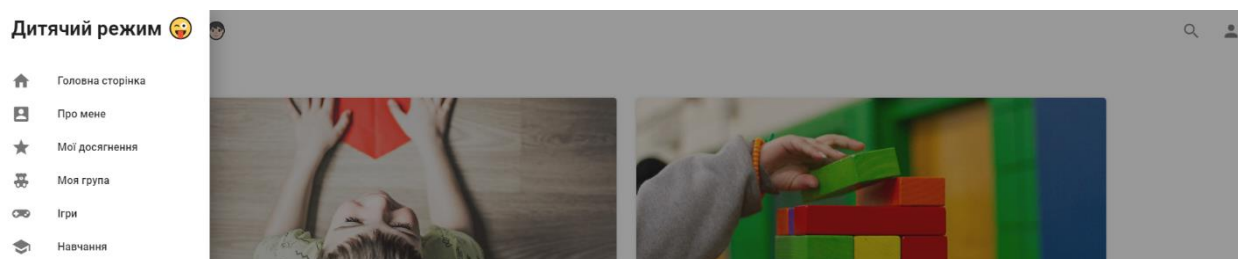 Дитячий режим 😜
Головна сторінка
Про мене
Мої досягнення
Моя група
Ігри
Навчання